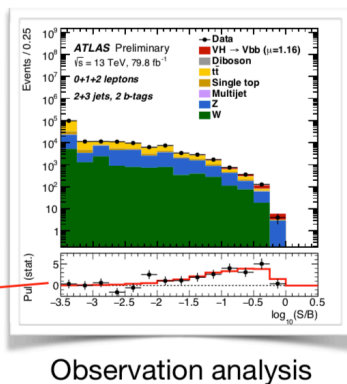 Events / 0.25
10⁹
10⁸
10⁷
10⁶
10⁵
10⁴
10³
10²
10
1
ATLAS Preliminary
√s = 13 TeV, 79.8 fb⁻¹
0+1+2 leptons
2+3 jets, 2 b-tags
Data
VH → Vbb (μ=1.16)
Diboson
tt̄
Single top
Multijet
Z
W
Pull (stat.)
5
0
−3.5 −3 −2.5 −2 −1.5 −1 −0.5 0 0.5
log₁₀(S/B)
Observation analysis